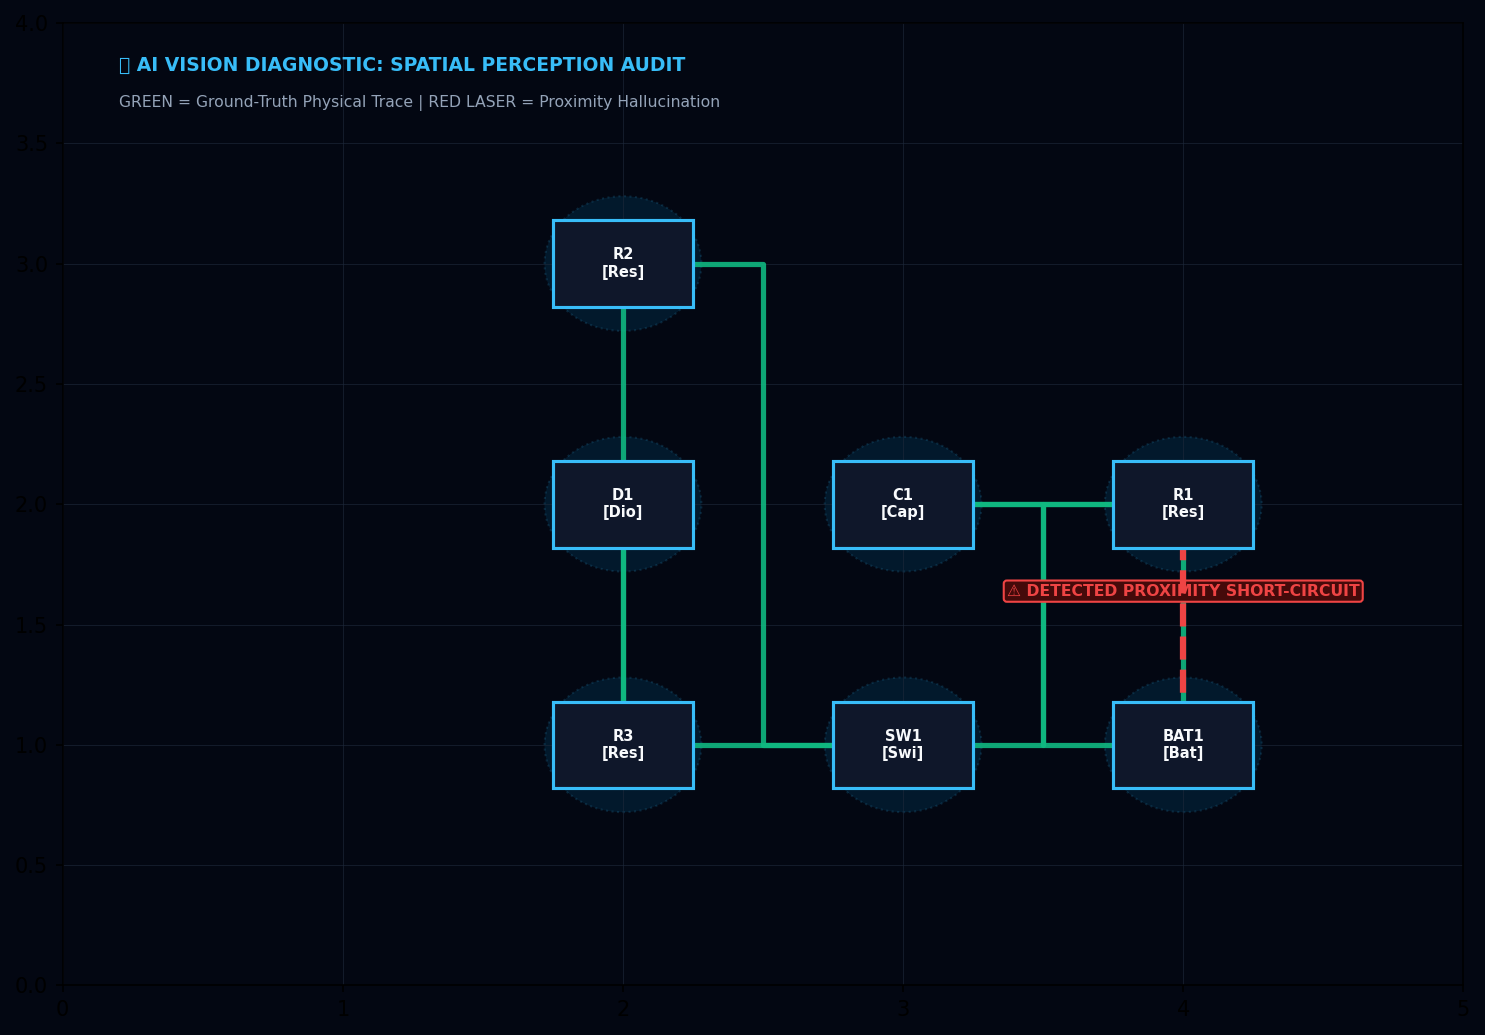 ▯ AI VISION DIAGNOSTIC: SPATIAL PERCEPTION AUDIT
GREEN = Ground-Truth Physical Trace | RED LASER = Proximity Hallucination
4.0
3.5
3.0
2.5
2.0
1.5
1.0
0.5
0.0
R2
[Res]
D1
[Dio]
C1
[Cap]
R1
[Res]
⚠ DETECTED PROXIMITY SHORT-CIRCUIT
R3
[Res]
SW1
[Swi]
BAT1
[Bat]
0 1 2 3 4 5